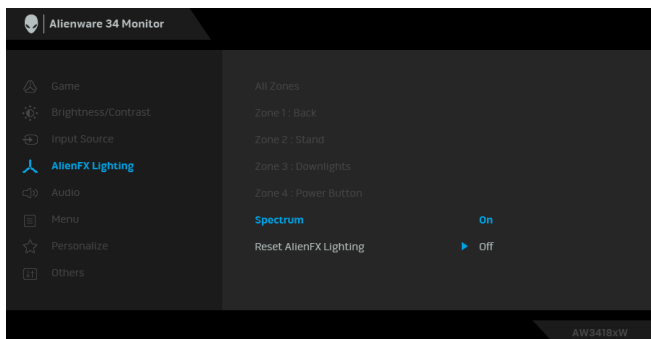 Alienware 34 Monitor
Game
Brightness/Contrast
Input Source
AlienFX Lighting
Audio
Menu
Personalize
Others
All Zones
Zone 1 : Back
Zone 2 : Stand
Zone 3 : Downlights
Zone 4 : Power Button
Spectrum On
Reset AlienFX Lighting Off
AW3418xW